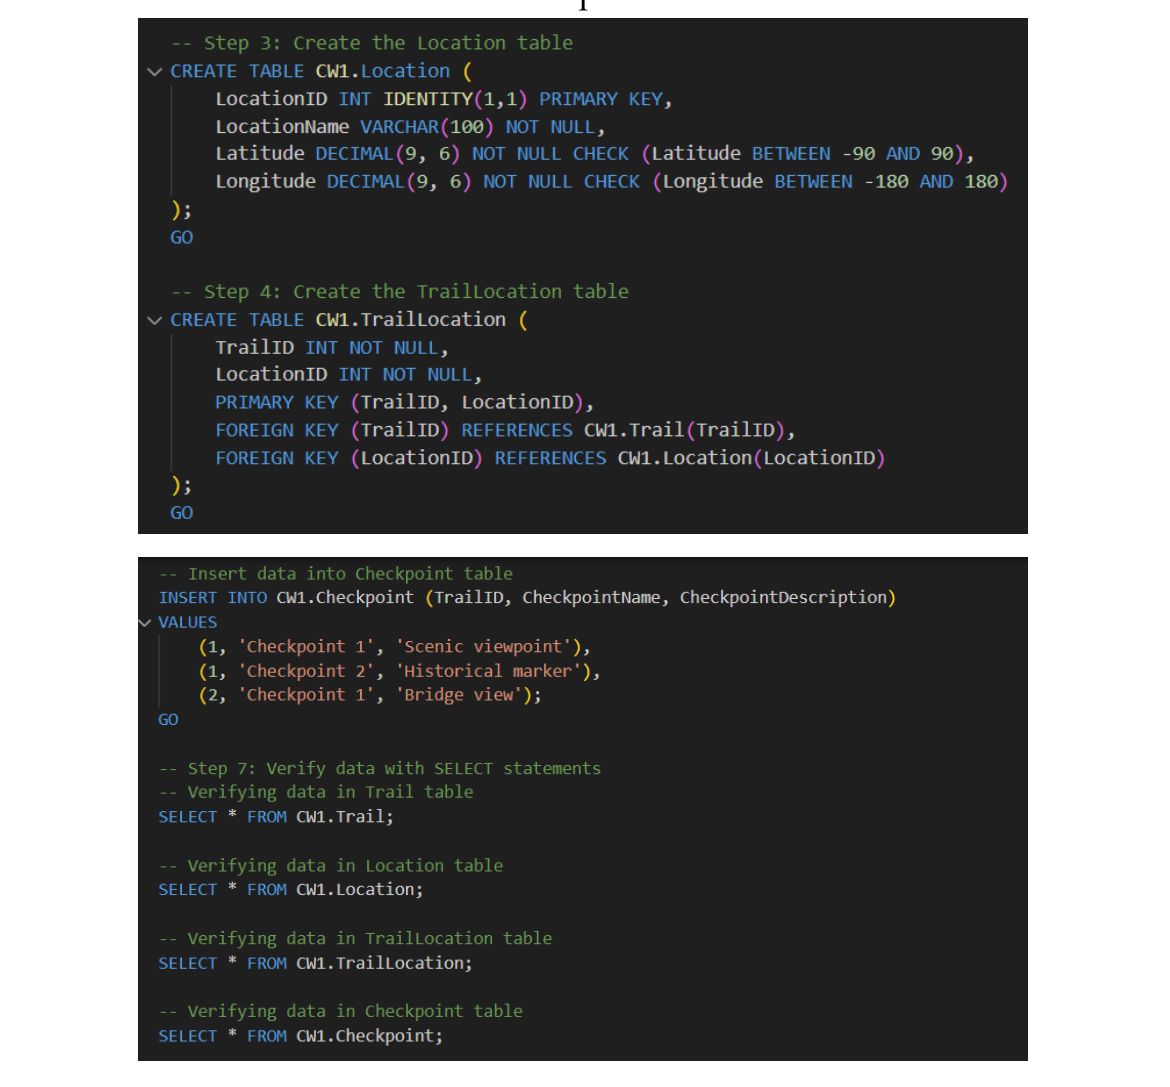 -- Step 3: Create the Location table
CREATE TABLE CW1.Location (
LocationID INT IDENTITY(1,1) PRIMARY KEY,
LocationName VARCHAR(100) NOT NULL,
Latitude DECIMAL(9, 6) NOT NULL CHECK (Latitude BETWEEN -90 AND 90),
Longitude DECIMAL(9, 6) NOT NULL CHECK (Longitude BETWEEN -180 AND 180)
);
GO
-- Step 4: Create the TrailLocation table
CREATE TABLE CW1.TrailLocation (
TrailID INT NOT NULL,
LocationID INT NOT NULL,
PRIMARY KEY (TrailID, LocationID),
FOREIGN KEY (TrailID) REFERENCES CW1.Trail(TrailID),
FOREIGN KEY (LocationID) REFERENCES CW1.Location(LocationID)
);
GO
-- Insert data into Checkpoint table
INSERT INTO CW1.Checkpoint (TrailID, CheckpointName, CheckpointDescription)
VALUES
(1, 'Checkpoint 1', 'Scenic viewpoint'),
(1, 'Checkpoint 2', 'Historical marker'),
(2, 'Checkpoint 1', 'Bridge view');
GO
-- Step 7: Verify data with SELECT statements
-- Verifying data in Trail table
SELECT * FROM CW1.Trail;
-- Verifying data in Location table
SELECT * FROM CW1.Location;
-- Verifying data in TrailLocation table
SELECT * FROM CW1.TrailLocation;
-- Verifying data in Checkpoint table
SELECT * FROM CW1.Checkpoint;